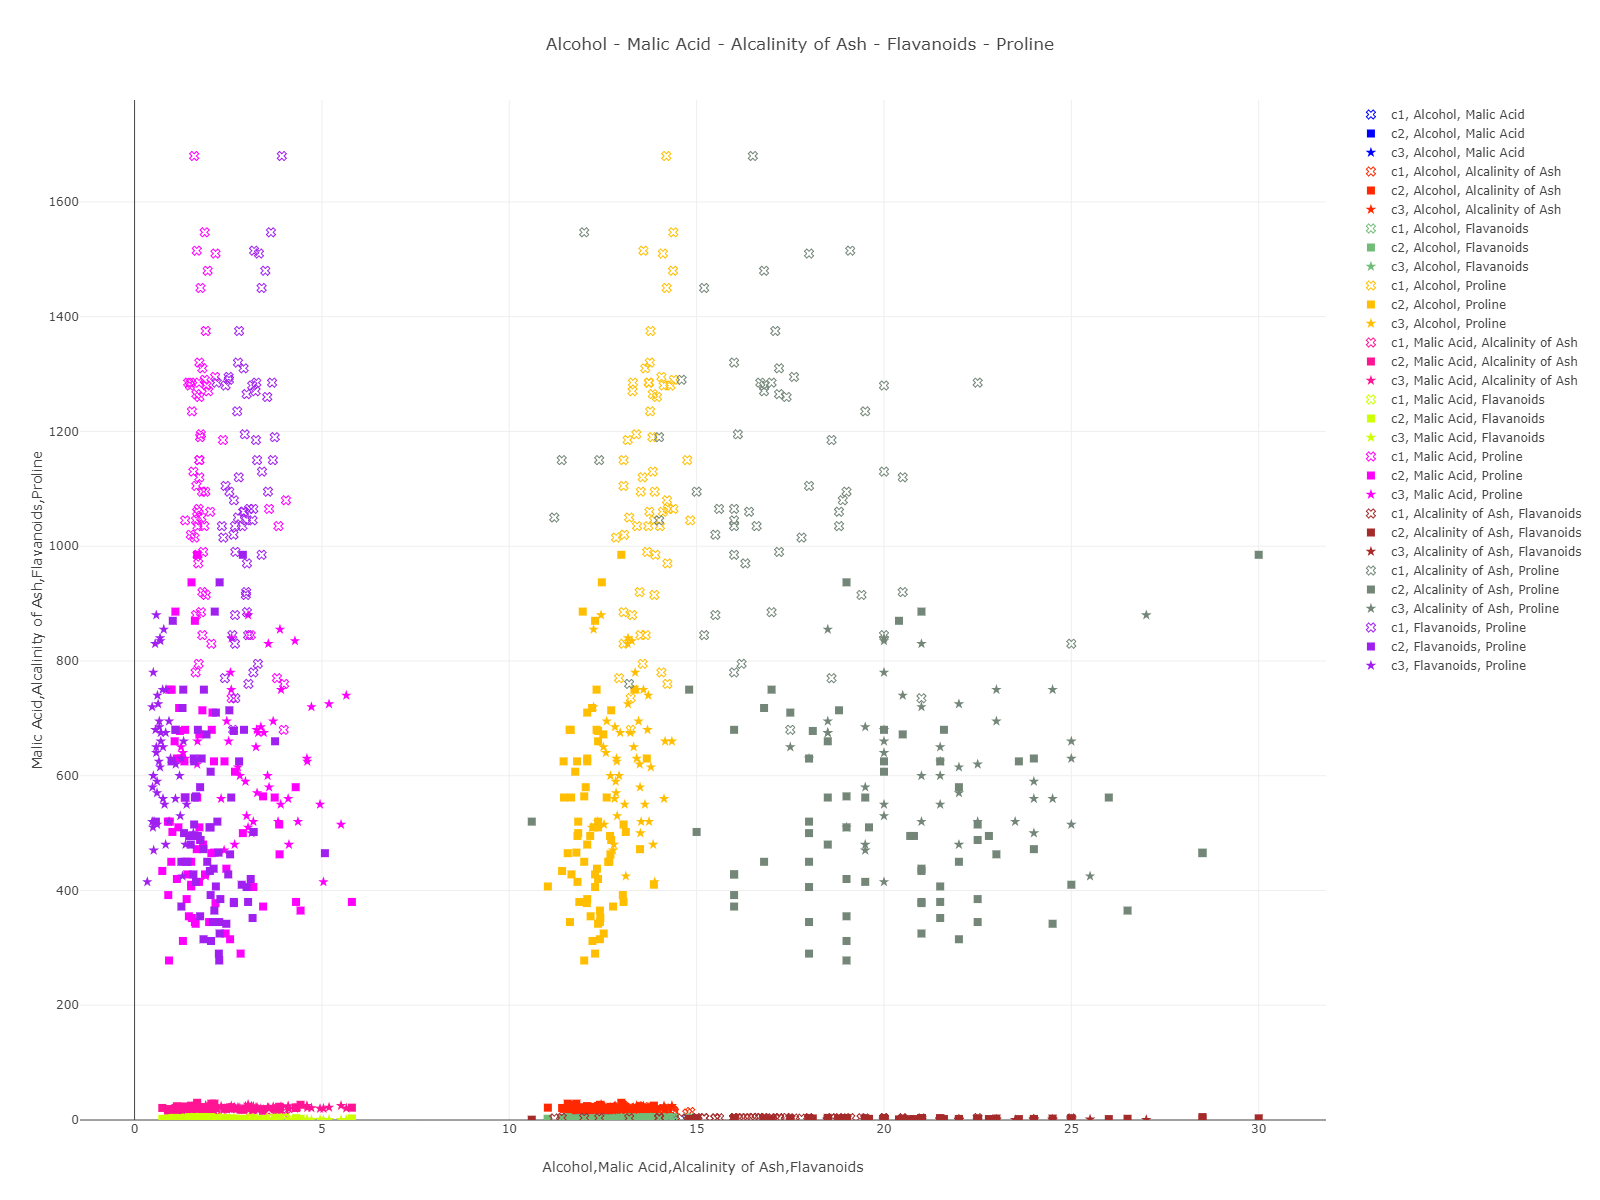 Alcohol - Malic Acid - Alcalinity of Ash - Flavanoids - Proline
Malic Acid,Alcalinity of Ash,Flavanoids,Proline
1600
1400
1200
1000
800
600
400
200
0
0
5
10
15
20
25
30
Alcohol,Malic Acid,Alcalinity of Ash,Flavanoids
c1, Alcohol, Malic Acid
c2, Alcohol, Malic Acid
c3, Alcohol, Malic Acid
c1, Alcohol, Alcalinity of Ash
c2, Alcohol, Alcalinity of Ash
c3, Alcohol, Alcalinity of Ash
c1, Alcohol, Flavanoids
c2, Alcohol, Flavanoids
c3, Alcohol, Flavanoids
c1, Alcohol, Proline
c2, Alcohol, Proline
c3, Alcohol, Proline
c1, Malic Acid, Alcalinity of Ash
c2, Malic Acid, Alcalinity of Ash
c3, Malic Acid, Alcalinity of Ash
c1, Malic Acid, Flavanoids
c2, Malic Acid, Flavanoids
c3, Malic Acid, Flavanoids
c1, Malic Acid, Proline
c2, Malic Acid, Proline
c3, Malic Acid, Proline
c1, Alcalinity of Ash, Flavanoids
c2, Alcalinity of Ash, Flavanoids
c3, Alcalinity of Ash, Flavanoids
c1, Alcalinity of Ash, Proline
c2, Alcalinity of Ash, Proline
c3, Alcalinity of Ash, Proline
c1, Flavanoids, Proline
c2, Flavanoids, Proline
c3, Flavanoids, Proline